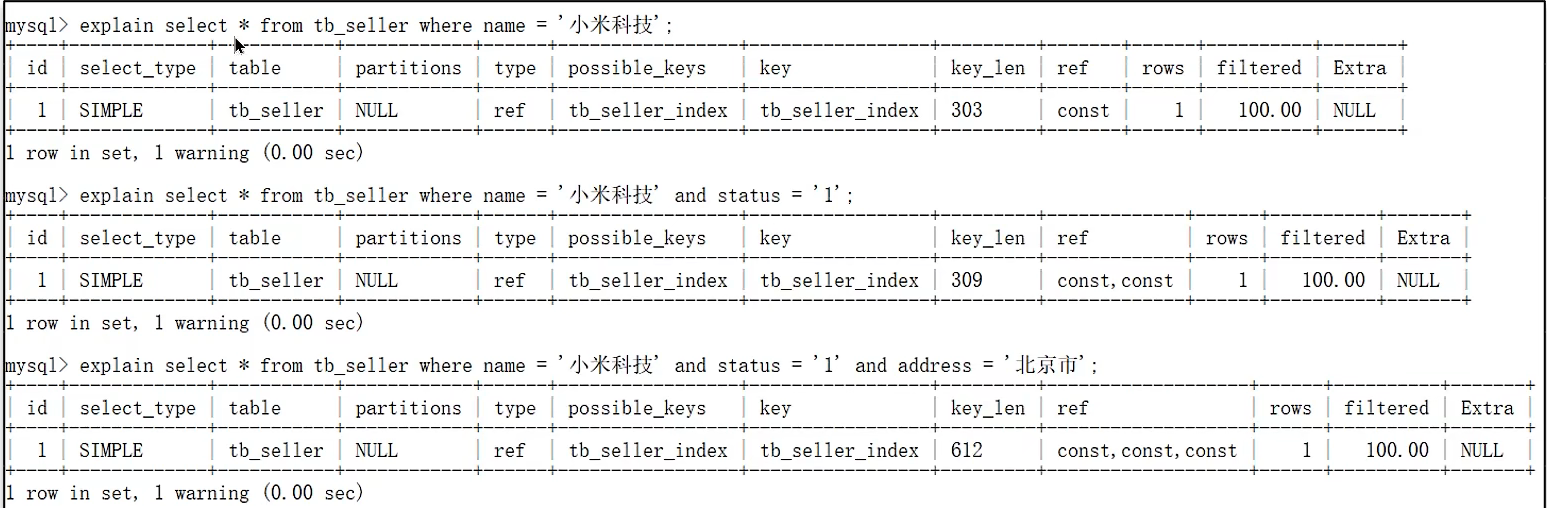 mysql> explain select * from tb_seller where name = '小米科技';
+----+-------------+-----------+------------+------+-----------------+-----------------+---------+-------+------+----------+-------+
| id | select_type | table     | partitions | type | possible_keys   | key             | key_len | ref   | rows | filtered | Extra |
+----+-------------+-----------+------------+------+-----------------+-----------------+---------+-------+------+----------+-------+
|  1 | SIMPLE      | tb_seller | NULL       | ref  | tb_seller_index | tb_seller_index | 303     | const |    1 |   100.00 | NULL  |
+----+-------------+-----------+------------+------+-----------------+-----------------+---------+-------+------+----------+-------+
1 row in set, 1 warning (0.00 sec)
mysql> explain select * from tb_seller where name = '小米科技' and status = '1';
+----+-------------+-----------+------------+------+-----------------+-----------------+---------+-------------+------+----------+-------+
| id | select_type | table     | partitions | type | possible_keys   | key             | key_len | ref         | rows | filtered | Extra |
+----+-------------+-----------+------------+------+-----------------+-----------------+---------+-------------+------+----------+-------+
|  1 | SIMPLE      | tb_seller | NULL       | ref  | tb_seller_index | tb_seller_index | 309     | const,const |    1 |   100.00 | NULL  |
+----+-------------+-----------+------------+------+-----------------+-----------------+---------+-------------+------+----------+-------+
1 row in set, 1 warning (0.00 sec)
mysql> explain select * from tb_seller where name = '小米科技' and status = '1' and address = '北京市';
+----+-------------+-----------+------------+------+-----------------+-----------------+---------+-------------------+------+----------+-------+
| id | select_type | table     | partitions | type | possible_keys   | key             | key_len | ref               | rows | filtered | Extra |
+----+-------------+-----------+------------+------+-----------------+-----------------+---------+-------------------+------+----------+-------+
|  1 | SIMPLE      | tb_seller | NULL       | ref  | tb_seller_index | tb_seller_index | 612     | const,const,const |    1 |   100.00 | NULL  |
+----+-------------+-----------+------------+------+-----------------+-----------------+---------+-------------------+------+----------+-------+
1 row in set, 1 warning (0.00 sec)